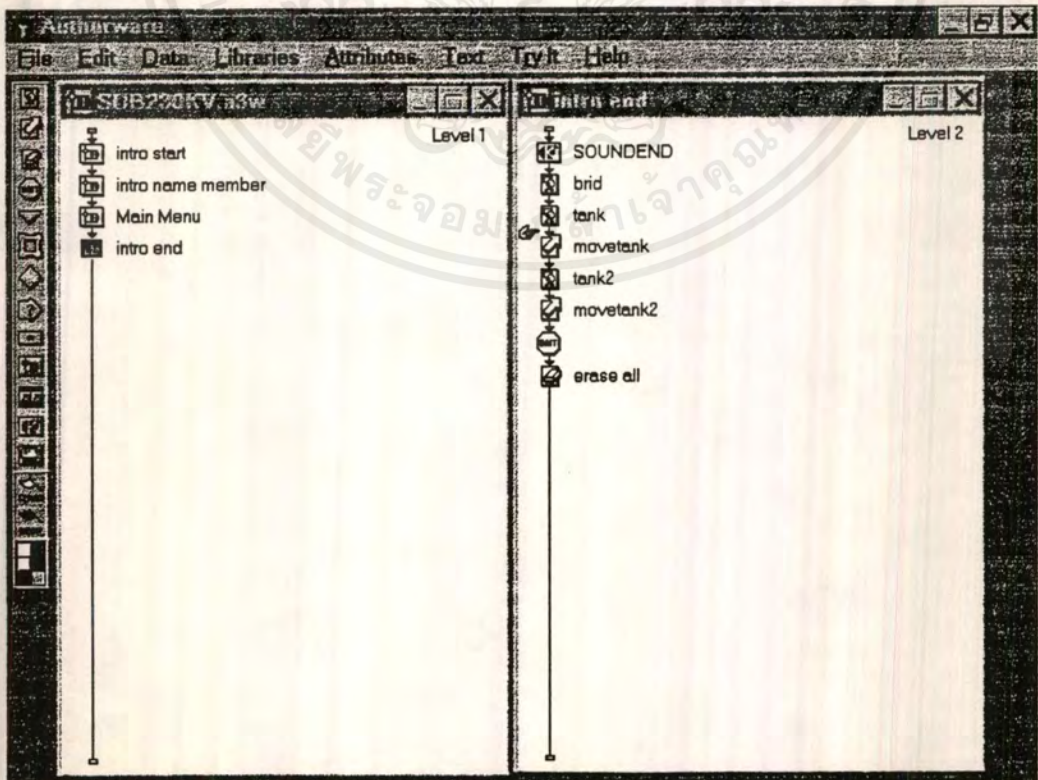 Authorware
File Edit Data Libraries Attributes Text Try It Help
SUB230KV.a3w
Level 1
intro start
intro name member
Main Menu
intro end
intro end
Level 2
SOUNDEND
brid
tank
movetank
tank2
movetank2
WAIT
erase all